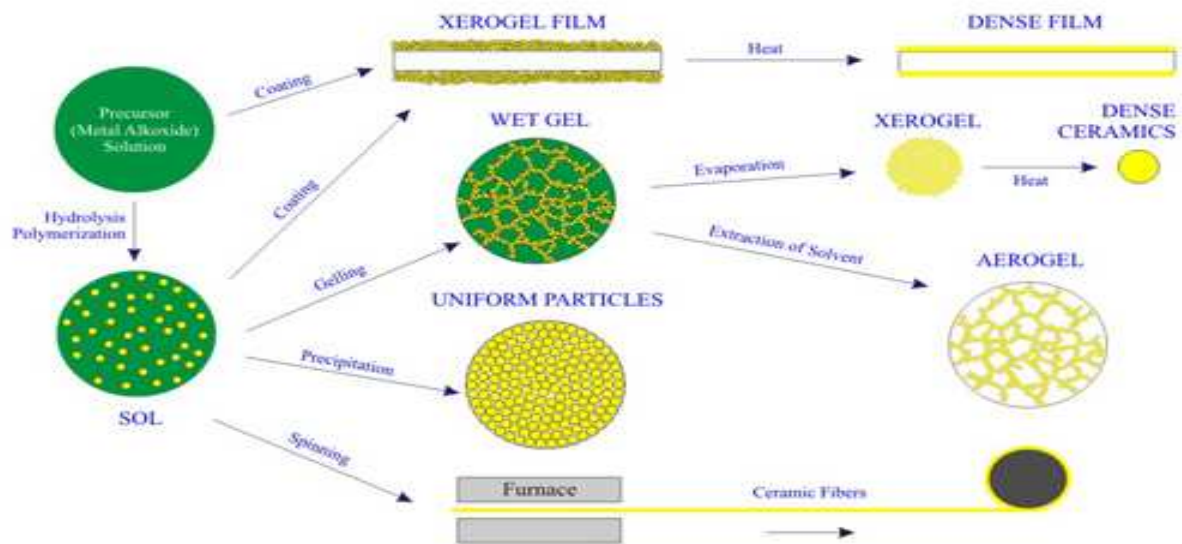 XEROGEL FILM
DENSE FILM
Heat
Coating
Precursor
(Metal Alkoxide)
Solution
WET GEL
XEROGEL
DENSE
CERAMICS
Evaporation
Heat
Hydrolysis
Polymerization
Coating
Extraction of Solvent
Gelling
AEROGEL
UNIFORM PARTICLES
Precipitation
SOL
Spinning
Furnace
Ceramic Fibers